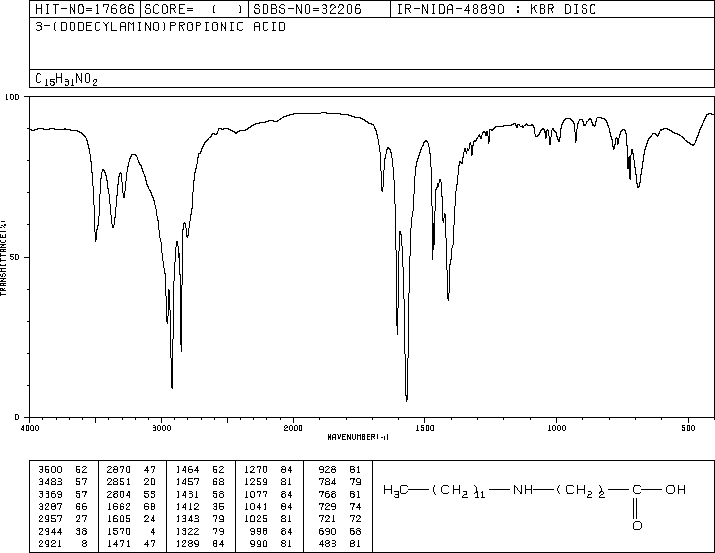 HIT-NO=17686 SCORE= ( ) SDBS-NO=32206 IR-NIDA-48890 : KBR DISC
3-(DODECYLAMINO)PROPIONIC ACID
C15H31NO2
100
50
0
TRANSMITTANCE(%)
4000 3000 2000 1500 1000 500
WAVENUMBER(-1)
3500 52 2870 47 1464 52 1270 84 928 81
3483 57 2851 20 1457 68 1259 81 784 79
3369 57 2804 55 1431 58 1077 84 768 81
3287 66 1662 68 1412 35 1041 84 729 74
2957 27 1605 24 1343 79 1025 81 721 72
2944 36 1570 4 1322 79 998 84 690 68
2921 8 1471 47 1289 84 990 81 483 81
H3C—(CH2)11—NH—(CH2)2—C—OH
O